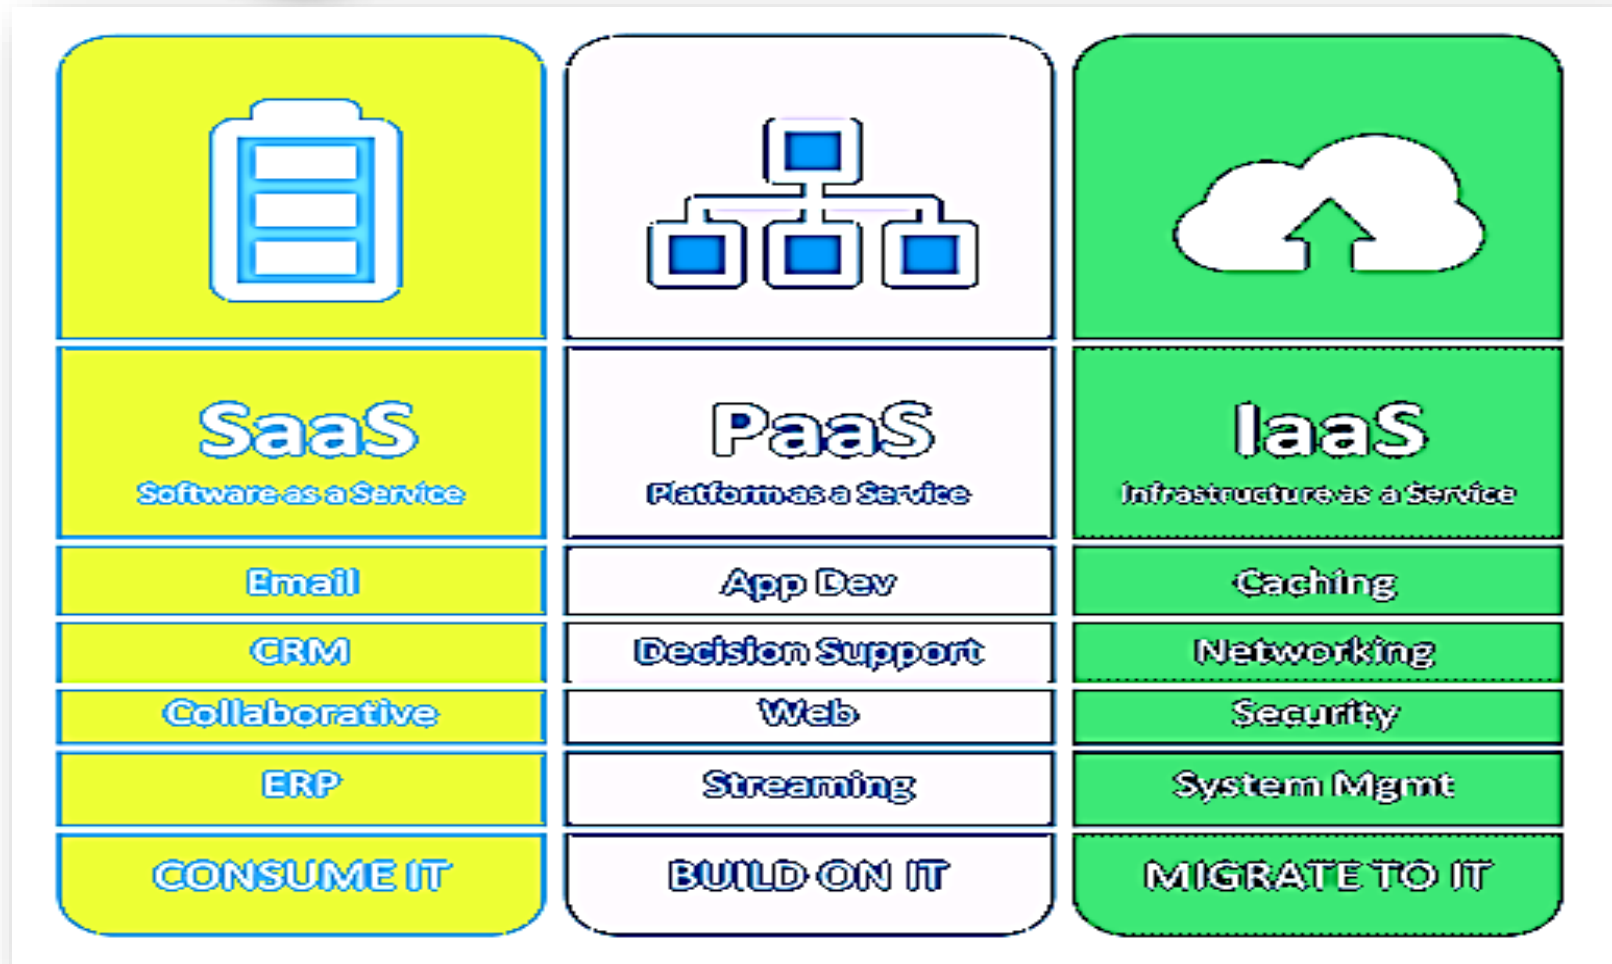 SaaS
Software as a Service
Email
CRM
Collaborative
ERP
CONSUME IT
PaaS
Platform as a Service
App Dev
Decision Support
Web
Streaming
BUILD ON IT
IaaS
Infrastructure as a Service
Caching
Networking
Security
System Mgmt
MIGRATE TO IT